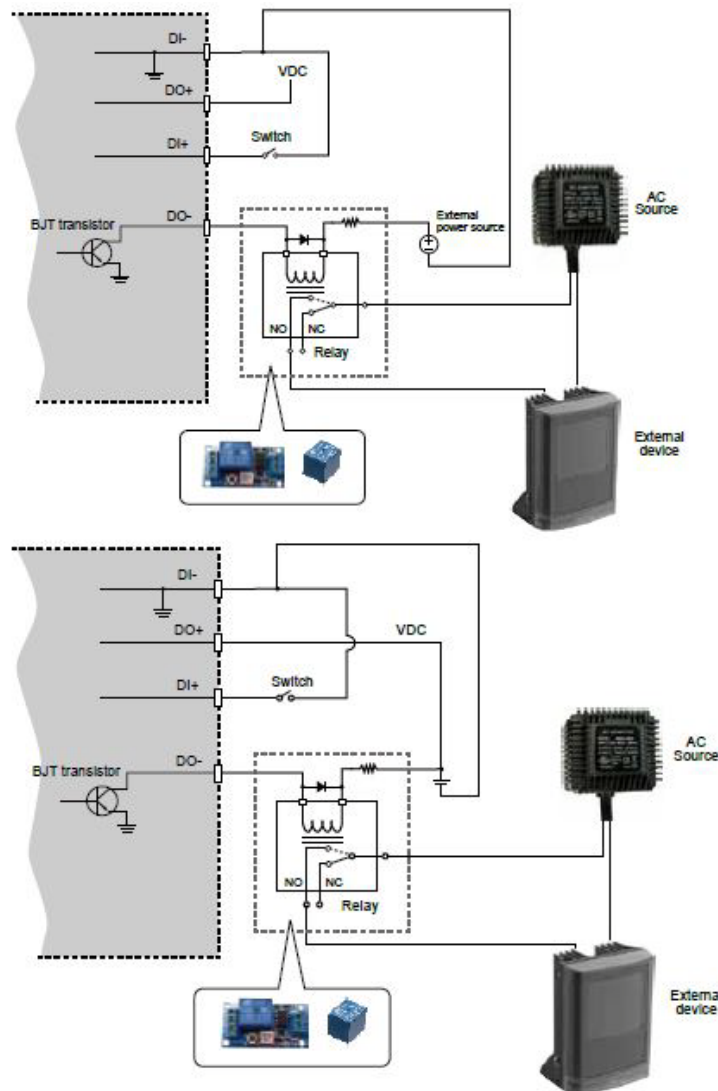 DI-
VDC
DO+
Switch
DI+
External
power source
AC
Source
DO-
BJT transistor
NO
NC
Relay
External
device
DI-
DO+
VDC
Switch
DI+
AC
Source
DO-
BJT transistor
NO
NC
Relay
External
device